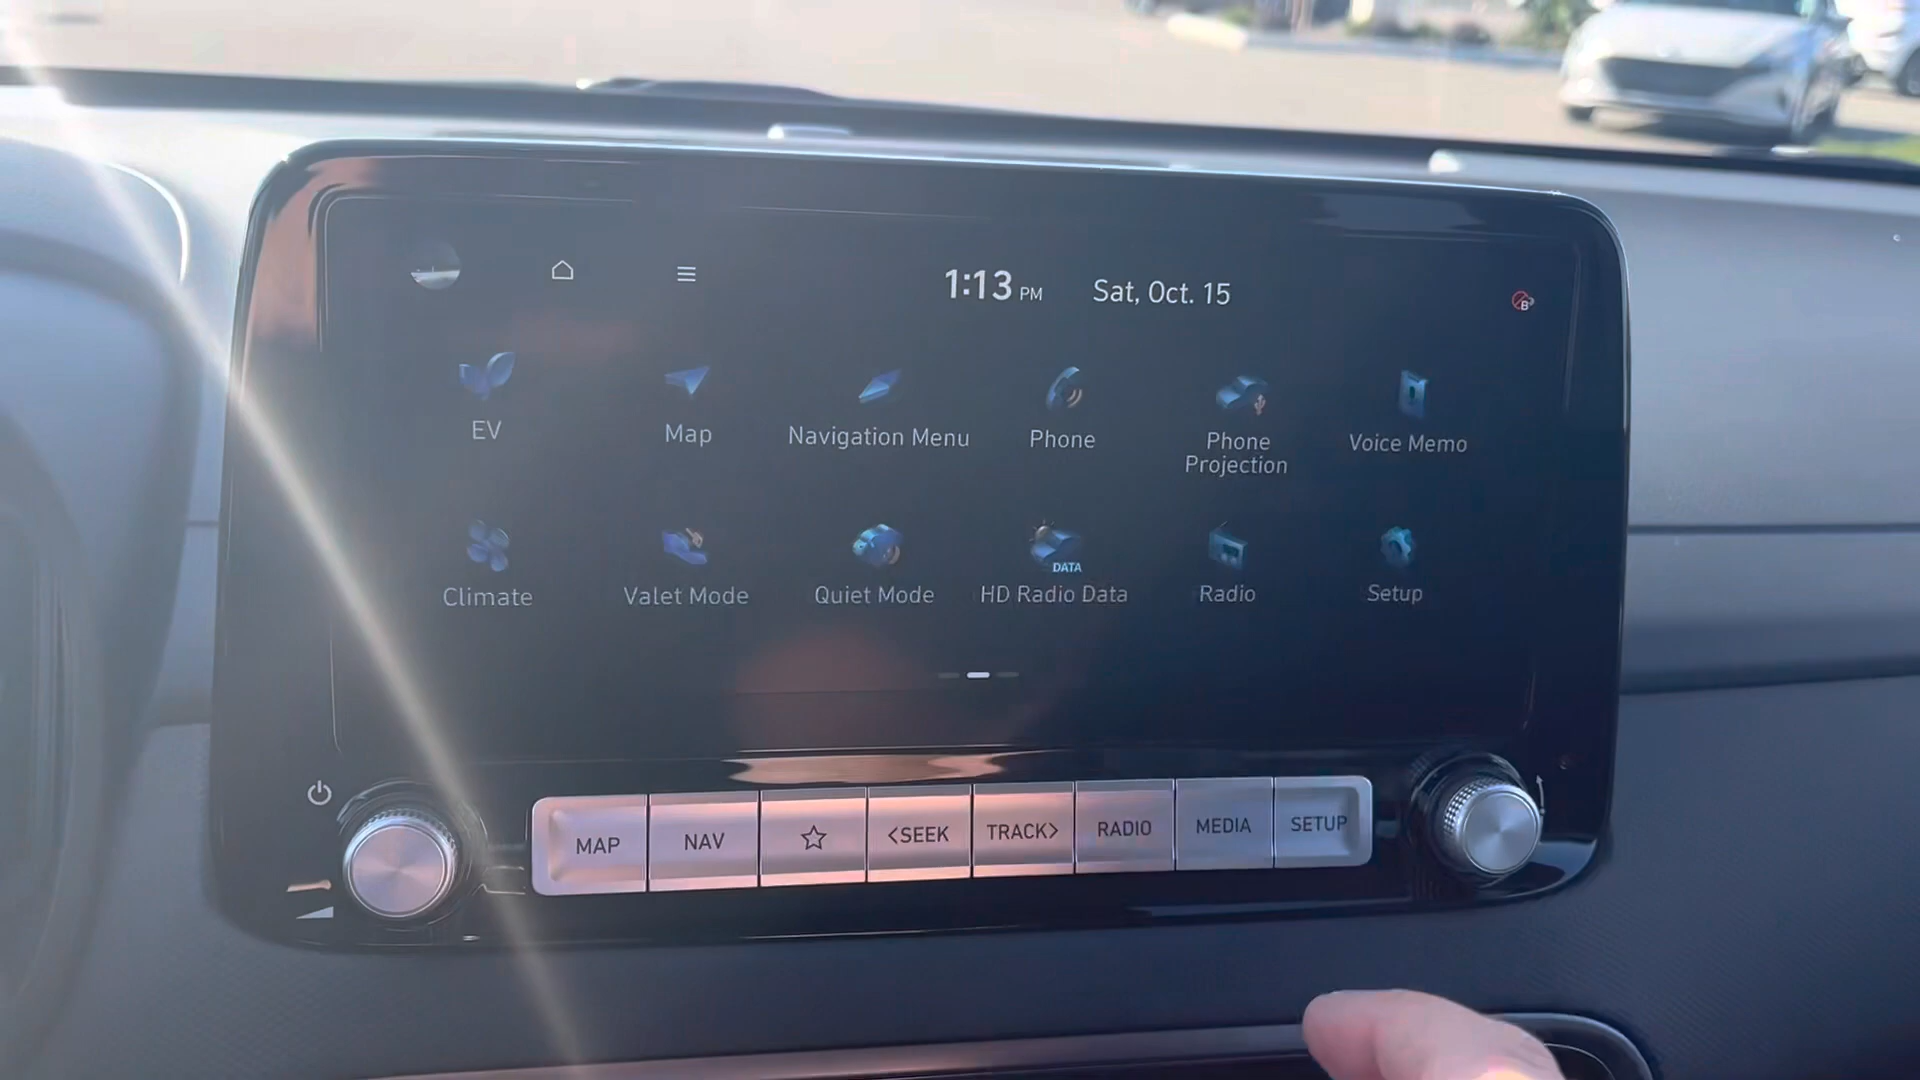 1:13 PM Sat, Oct. 15
EV Map Navigation Menu Phone Phone Projection Voice Memo
DATA
Climate Valet Mode Quiet Mode HD Radio Data Radio Setup
MAP NAV <SEEK TRACK> RADIO MEDIA SETUP